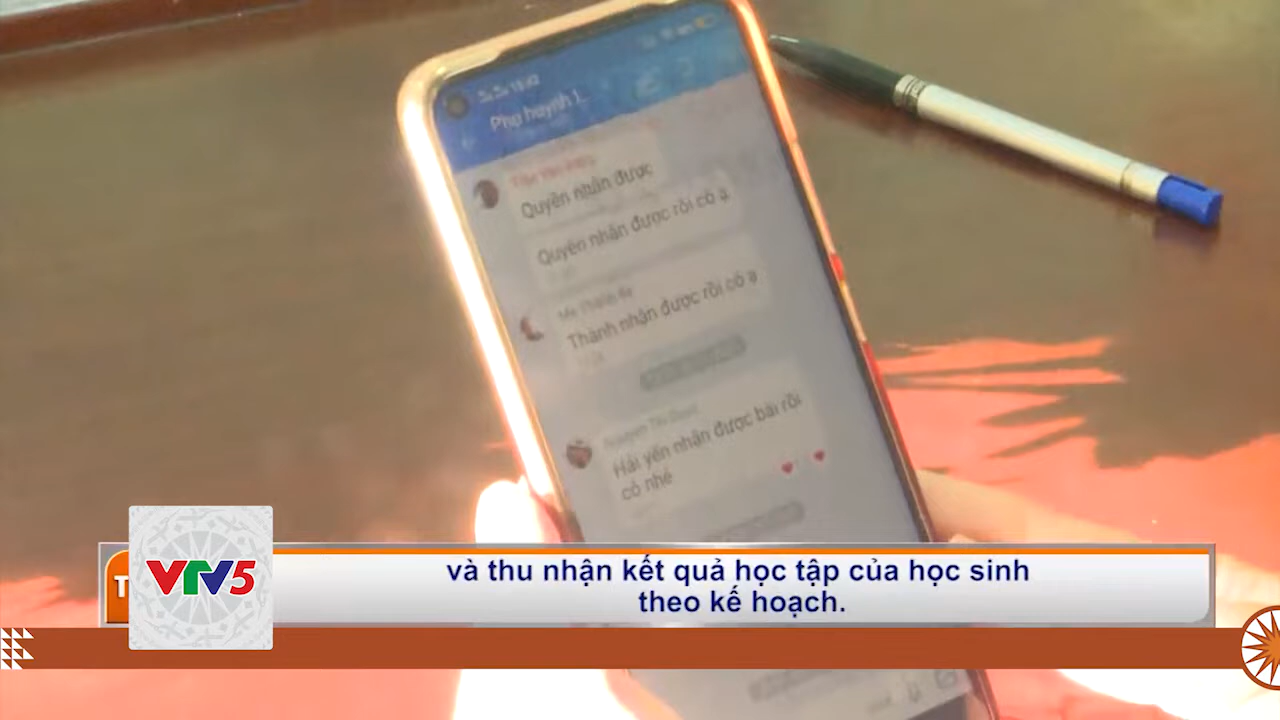 Phụ huynh 1...
Quyên nhận được
Quyên nhận được rồi cô ạ
Thành nhận được rồi cô ạ
Hải yến nhận được bài rồi
cô nhé
VTV5
và thu nhận kết quả học tập của học sinh
theo kế hoạch.